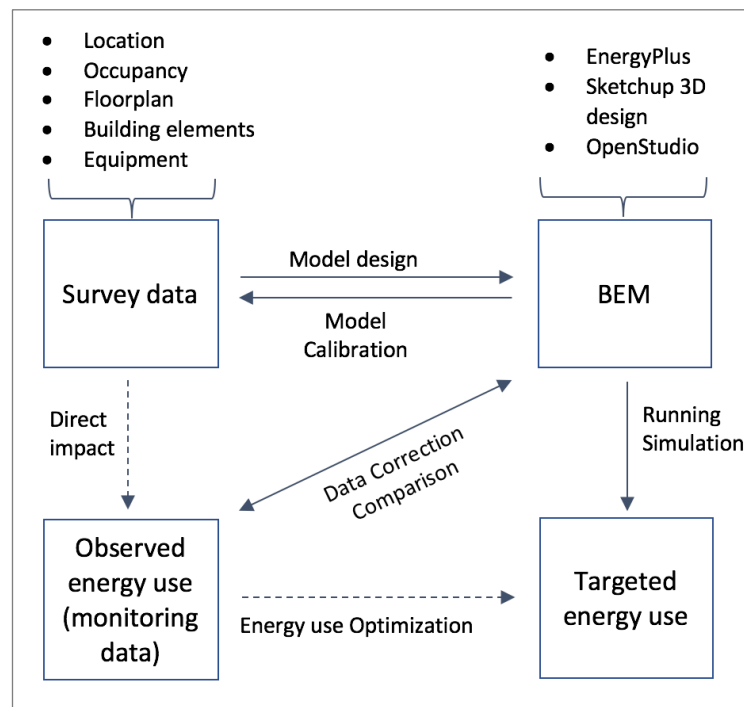 • Location
• Occupancy
• Floorplan
• Building elements
• Equipment
• EnergyPlus
• Sketchup 3D
design
• OpenStudio
Survey data
Model design
Model
Calibration
BEM
Direct
impact
Data Correction
Comparison
Running
Simulation
Observed
energy use
(monitoring
data)
Energy use Optimization
Targeted
energy use